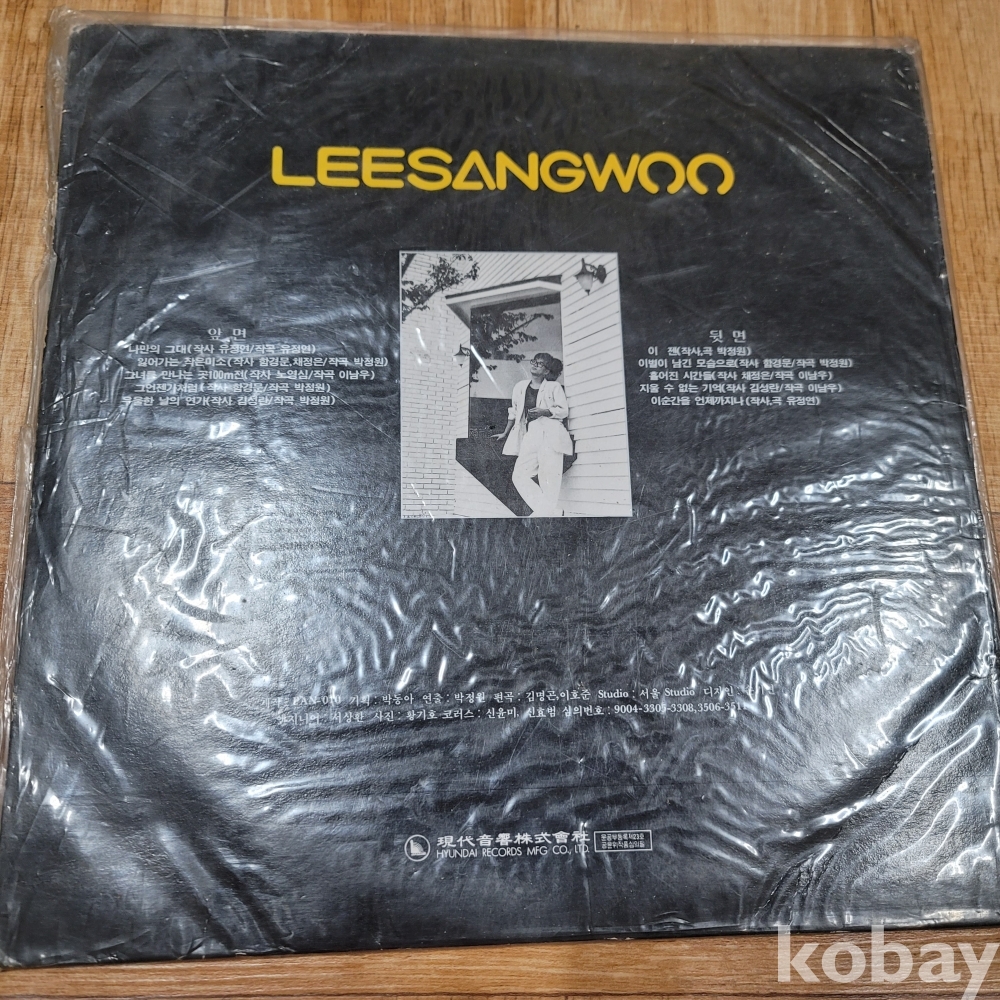 LEESANGWOO
앞 면
나만의 그대(작사 유정연/작곡 유정연)
잃어가는 작은미소(작사 함경문,채정은/작곡 박정원)
그녀를 만나는 곳100m전(작사 노영심/작곡 이남우)
그언젠가처럼(작사 함경문/작곡 박정원)
우울한 날의 연가(작사 김성란/작곡 박정원)
뒷 면
이 젠(작사,곡 박정원)
이별이 남긴 모습으로(작사 함경문/작곡 박정원)
흩어진 시간들(작사 채정은/작곡 이남우)
지울 수 없는 기억(작사 김성란/작곡 이남우)
이순간을 언제까지나(작사,곡 유정연)
기획 : 박동아 연출 : 박정원 편곡 : 김명곤,이호준 Studio : 서울 Studio 디자인
엔지니어 : 서상환 사진 : 황기호 코러스 : 신윤미, 신효범 심의번호 : 9004-3305-3308,3506-3511
現代音響株式會社
HYUNDAI RECORDS MFG CO., LTD.
kobay